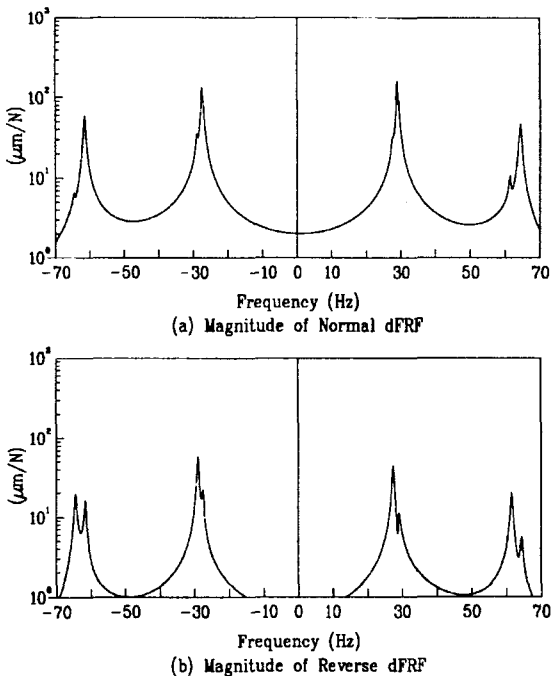 10³
10²
10¹
10⁰
(μm/N)
-70 -50 -30 -10 0 10 30 50 70
Frequency (Hz)
(a) Magnitude of Normal dFRF
10³
10²
10¹
10⁰
(μm/N)
-70 -50 -30 -10 0 10 30 50 70
Frequency (Hz)
(b) Magnitude of Reverse dFRF